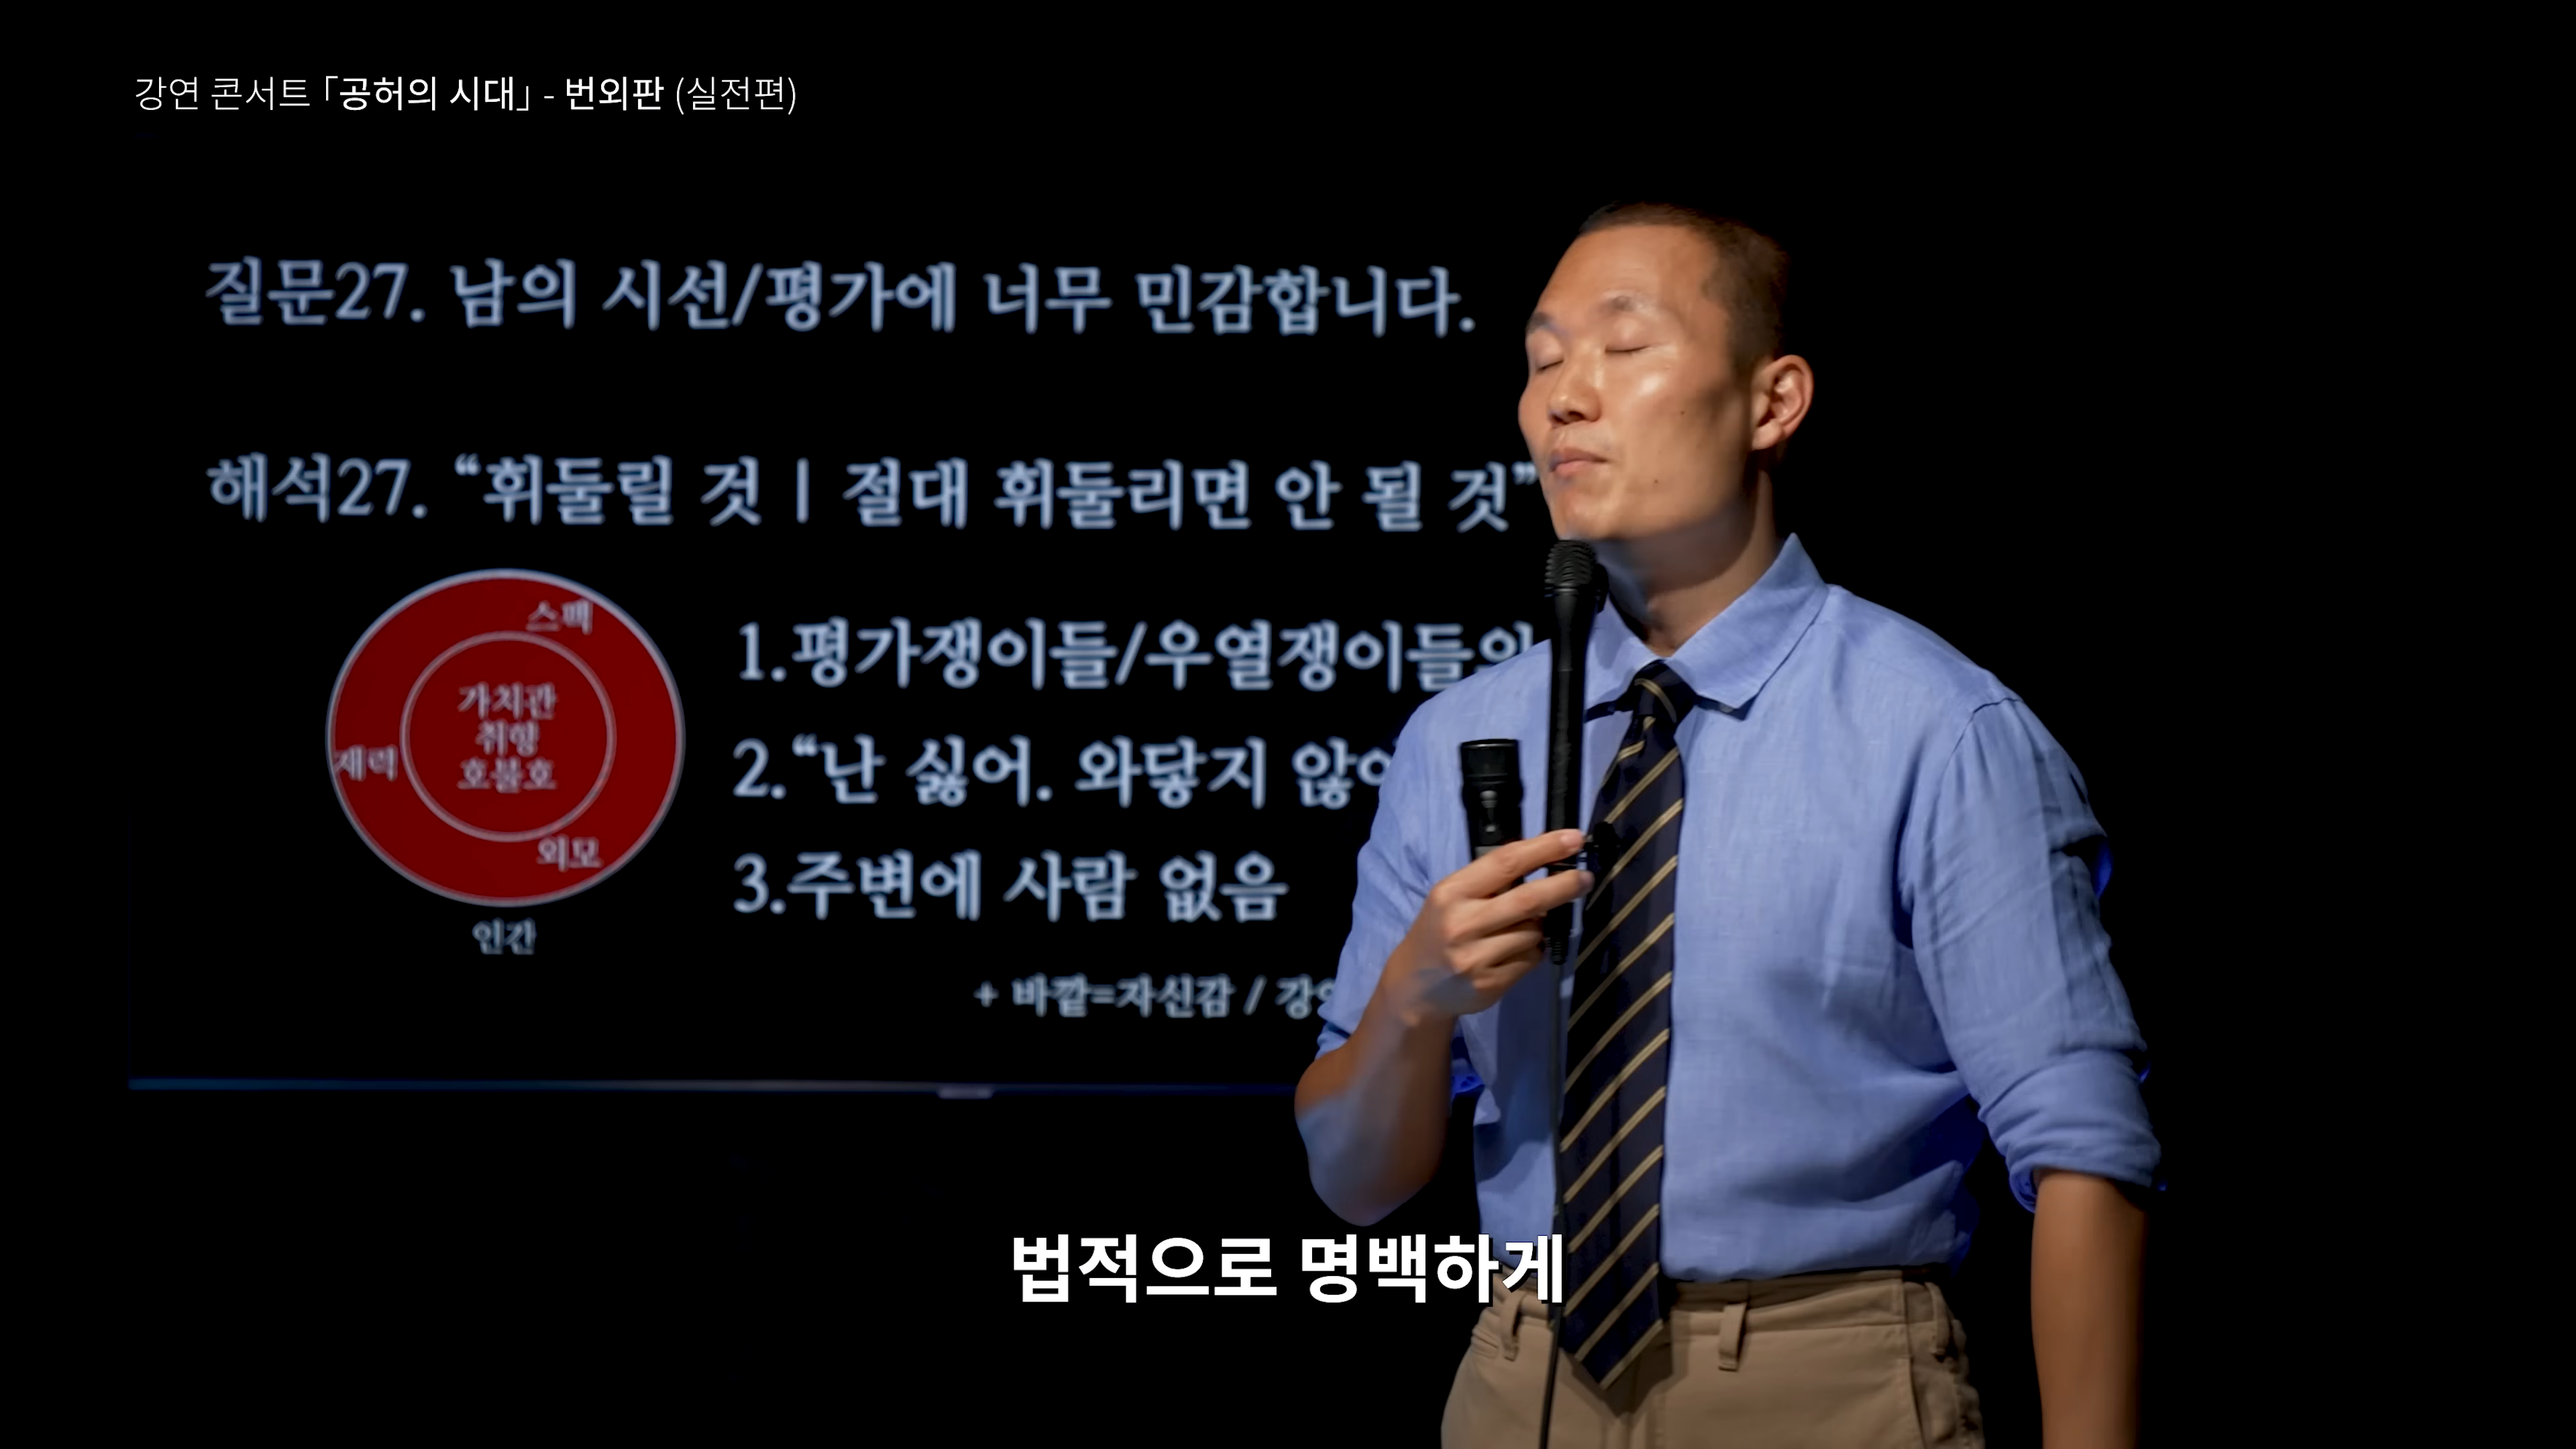 강연 콘서트 「공허의 시대」 - 번외판 (실전편)
질문27. 남의 시선/평가에 너무 민감합니다.
해석27. “휘둘릴 것 | 절대 휘둘리면 안 될 것”
스펙
가치관
취향
호불호
재력
외모
인간
1.평가쟁이들/우열쟁이들의
2.“난 싫어. 와닿지
3.주변에 사람 없음
+ 바깥=자신감 /
법적으로 명백하게